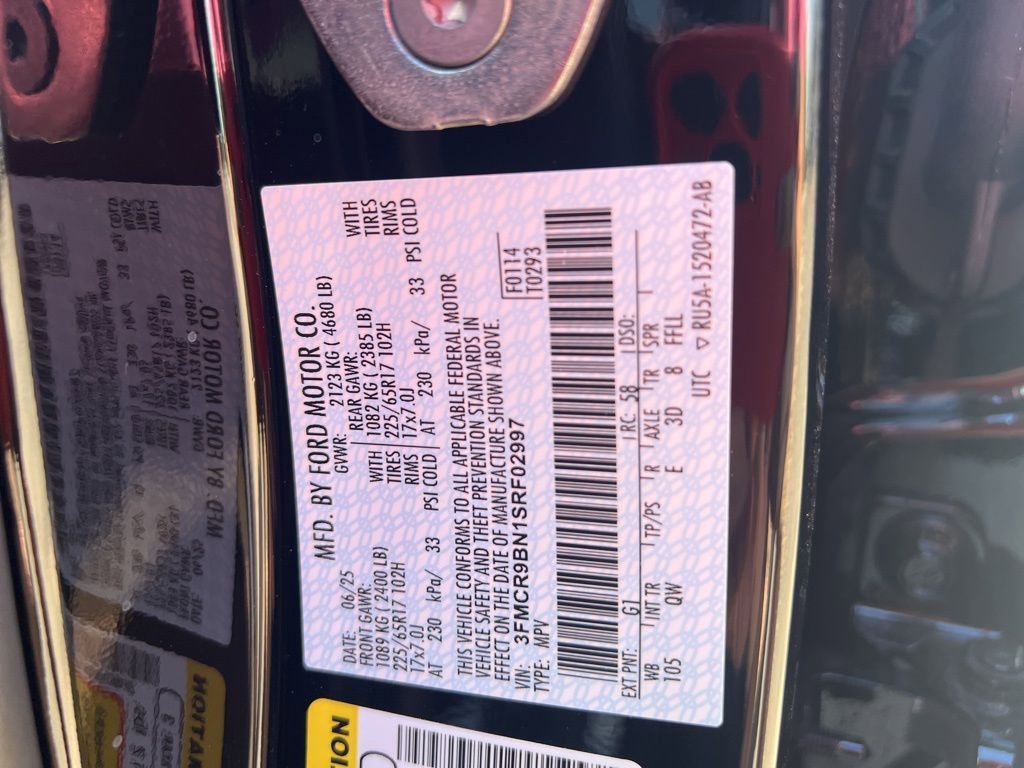 MFD. BY FORD MOTOR CO.
DATE: 06/25 GVWR: 2123 KG ( 4680 LB)
FRONT GAWR: REAR GAWR:
1089 KG ( 2400 LB) WITH 1082 KG ( 2385 LB) WITH
225/65R17 102H TIRES 225/65R17 102H TIRES
17x7.0J RIMS 17x7.0J RIMS
AT 230 kPa/ 33 PSI COLD AT 230 kPa/ 33 PSI COLD
THIS VEHICLE CONFORMS TO ALL APPLICABLE FEDERAL MOTOR
VEHICLE SAFETY AND THEFT PREVENTION STANDARDS IN
EFFECT ON THE DATE OF MANUFACTURE SHOWN ABOVE.
VIN: 3FMCR9BN1SRF02997 F0114
TYPE: MPV T0293
EXT PNT: G1 RC: 58 DSO:
WB INT TR TP/PS R AXLE TR SPR
105 QW E 3D 8 FFLL
UTC ▽ RU5A-1520472-AB
TION